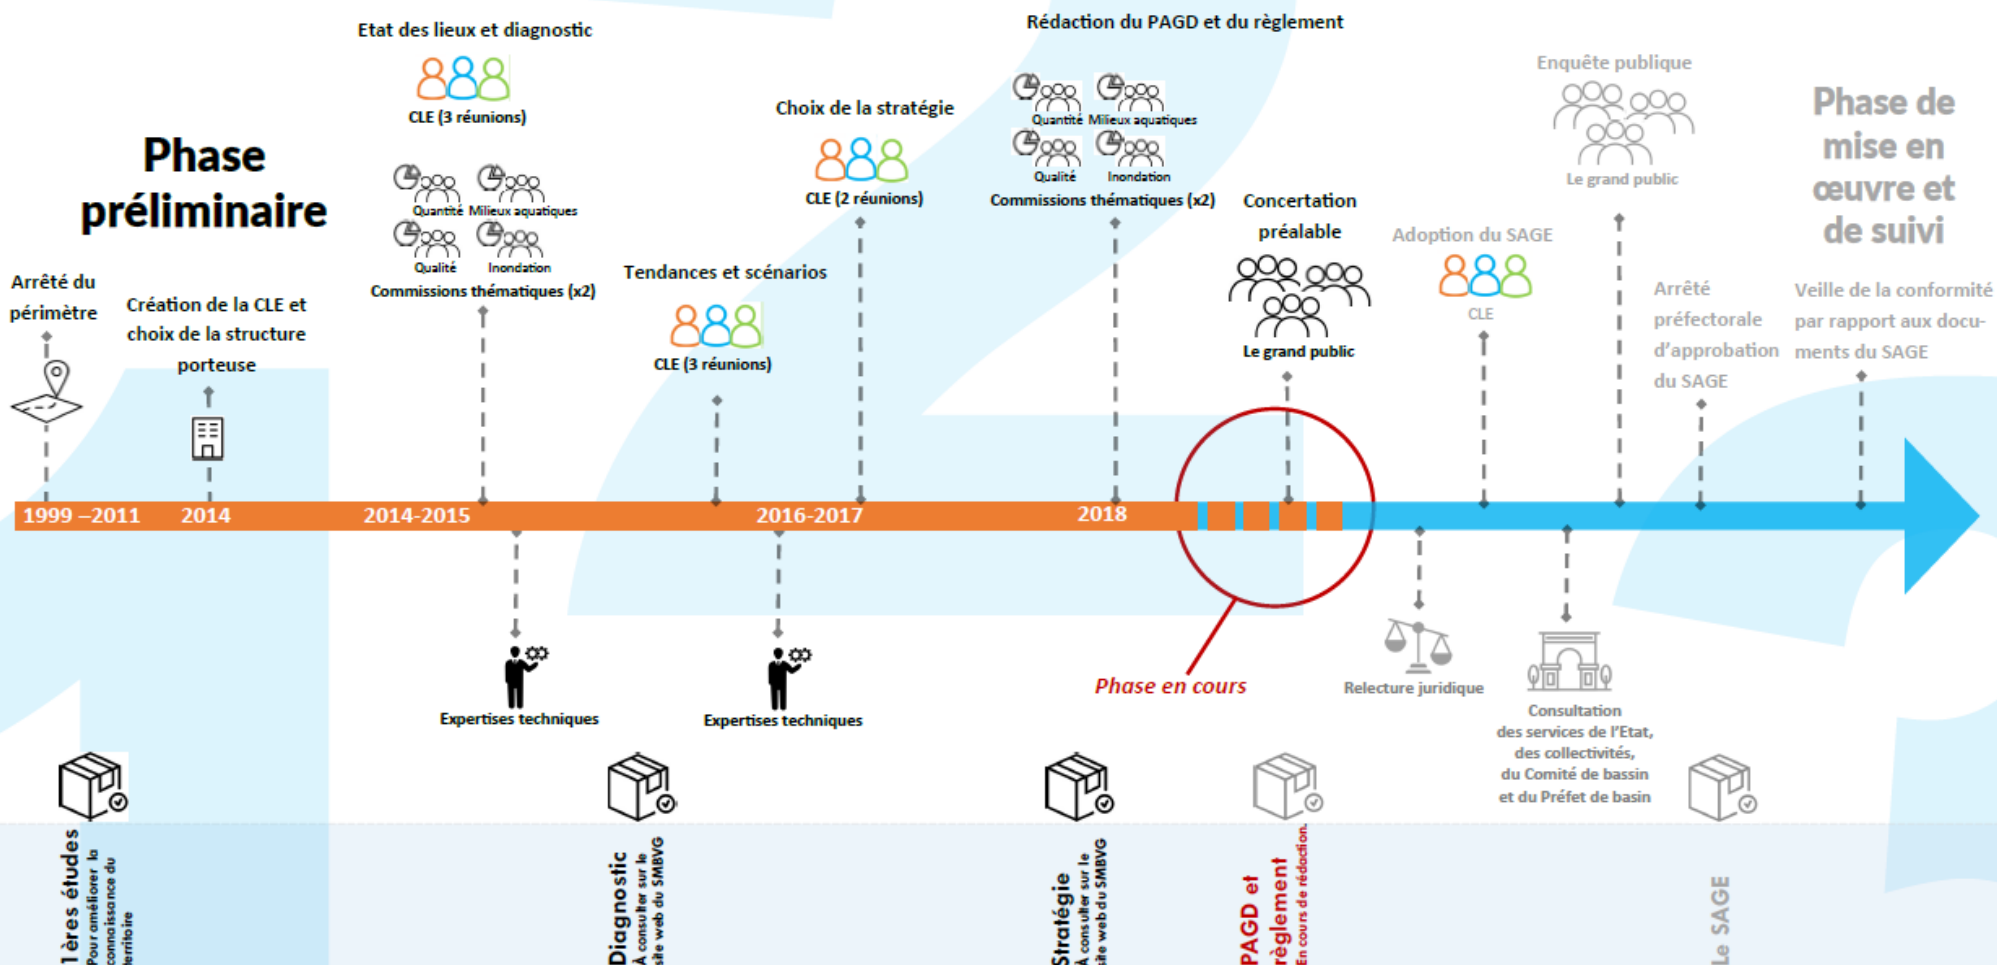 Phase
préliminaire
Arrêté du
périmètre
Création de la CLE et
choix de la structure
porteuse
Etat des lieux et diagnostic
CLE (3 réunions)
Quantité
Milieux aquatiques
Qualité
Inondation
Commissions thématiques (x2)
Tendances et scénarios
CLE (3 réunions)
Choix de la stratégie
CLE (2 réunions)
Rédaction du PAGD et du règlement
Quantité
Milieux aquatiques
Qualité
Inondation
Commissions thématiques (x2)
Concertation
préalable
Le grand public
Adoption du SAGE
CLE
Enquête publique
Le grand public
Arrêté
préfectorale
d'approbation
du SAGE
Phase de
mise en
œuvre et
de suivi
Veille de la conformité
par rapport aux docu-
ments du SAGE
1999 –2011
2014
2014-2015
2016-2017
2018
Expertises techniques
Expertises techniques
Phase en cours
Relecture juridique
Consultation
des services de l'Etat,
des collectivités,
du Comité de bassin
et du Préfet de basin
1ères études
Pour améliorer la
connaissance du
territoire
Diagnostic
À consulter sur le
site web du SMBVG
Stratégie
À consulter sur le
site web du SMBVG
PAGD et
règlement
En cours de rédaction.
Le SAGE